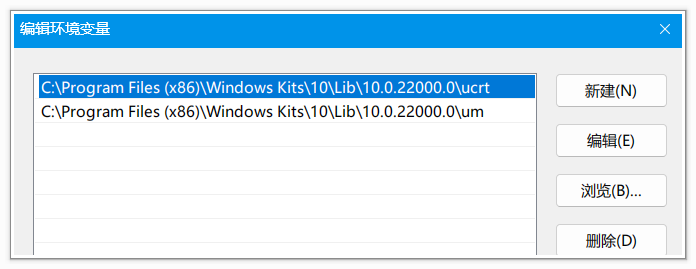 编辑环境变量
C:\Program Files (x86)\Windows Kits\10\Lib\10.0.22000.0\ucrt
C:\Program Files (x86)\Windows Kits\10\Lib\10.0.22000.0\um
新建(N)
编辑(E)
浏览(B)...
删除(D)